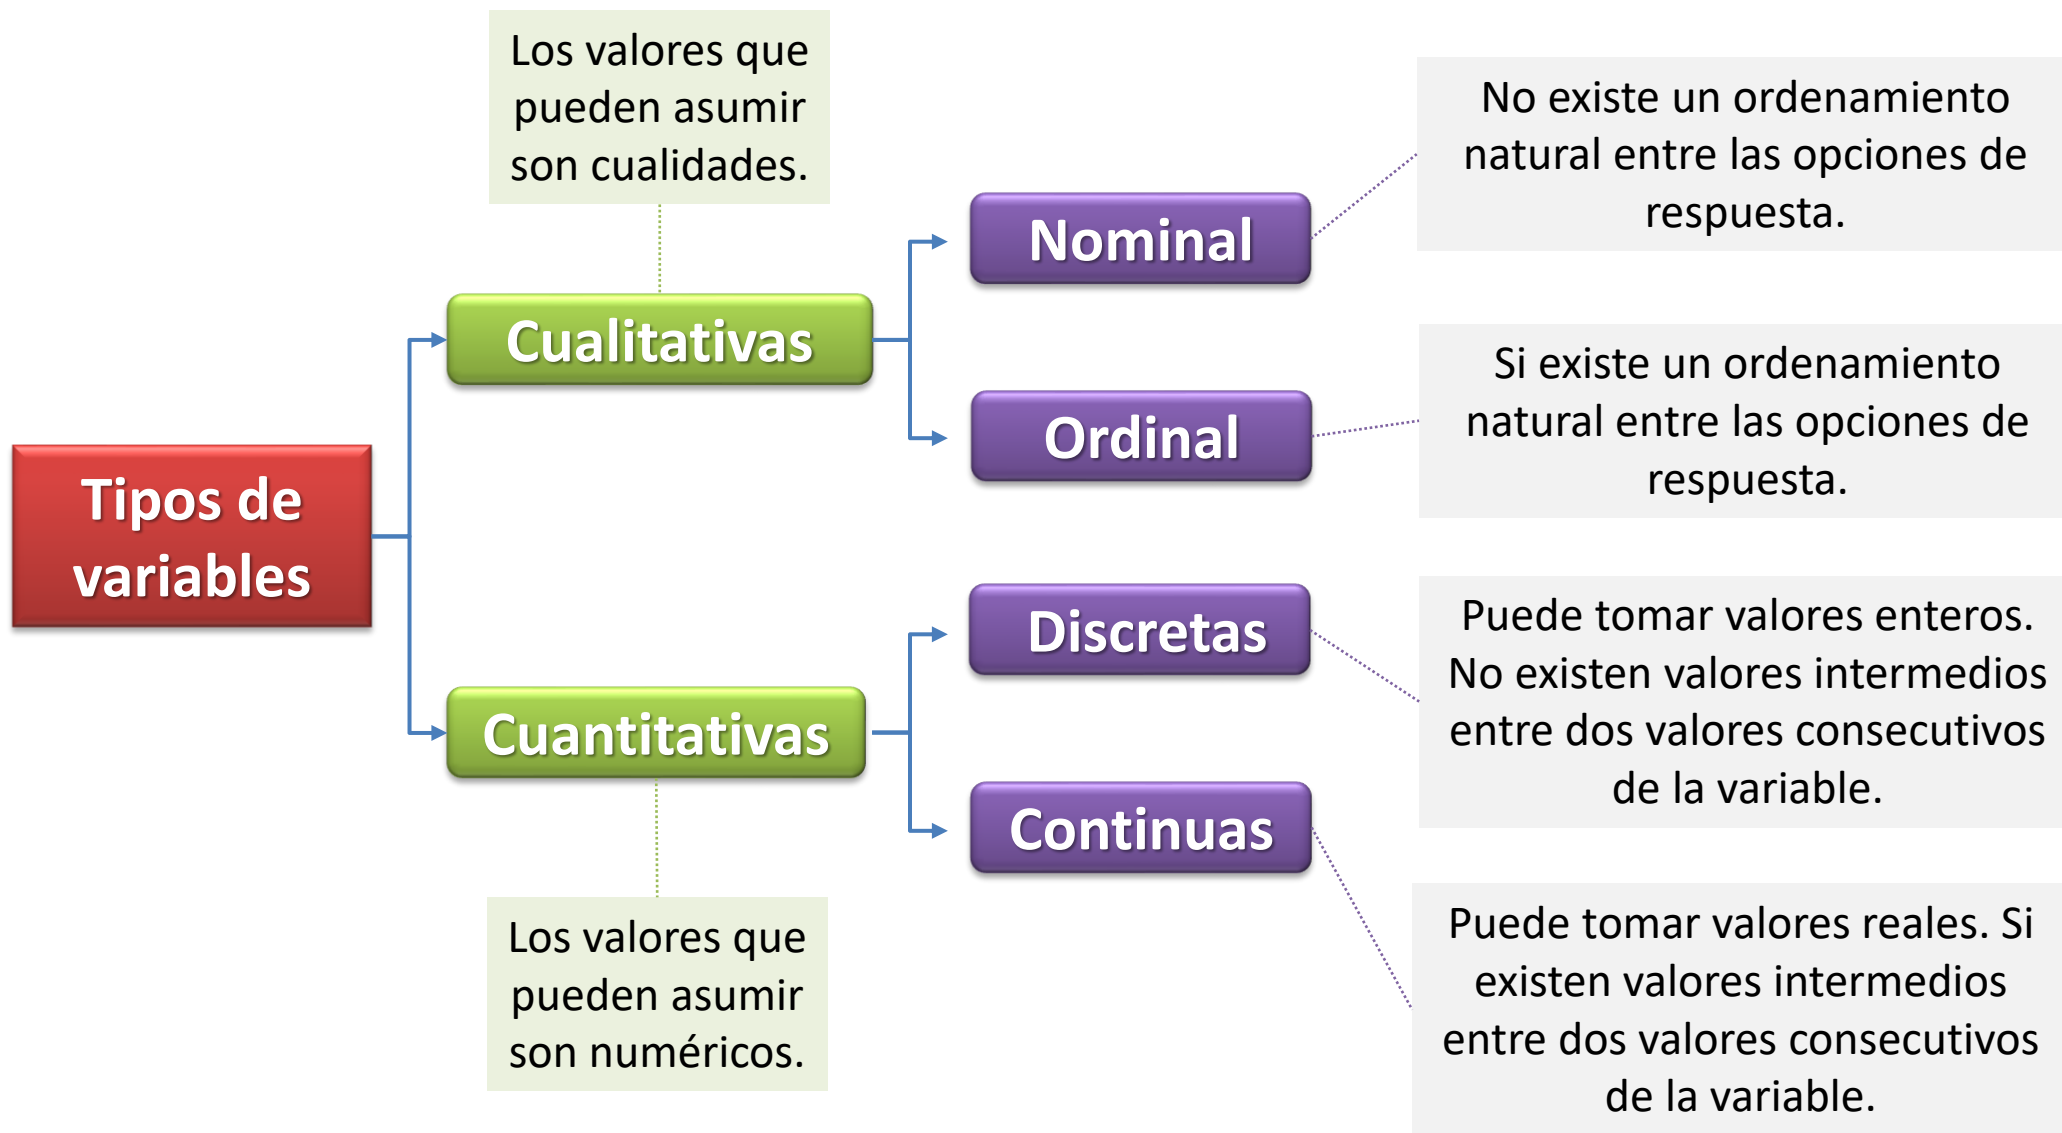 Tipos de
variables
Los valores que
pueden asumir
son cualidades.
Cualitativas
Nominal
No existe un ordenamiento
natural entre las opciones de
respuesta.
Ordinal
Si existe un ordenamiento
natural entre las opciones de
respuesta.
Cuantitativas
Los valores que
pueden asumir
son numéricos.
Discretas
Puede tomar valores enteros.
No existen valores intermedios
entre dos valores consecutivos
de la variable.
Continuas
Puede tomar valores reales. Si
existen valores intermedios
entre dos valores consecutivos
de la variable.